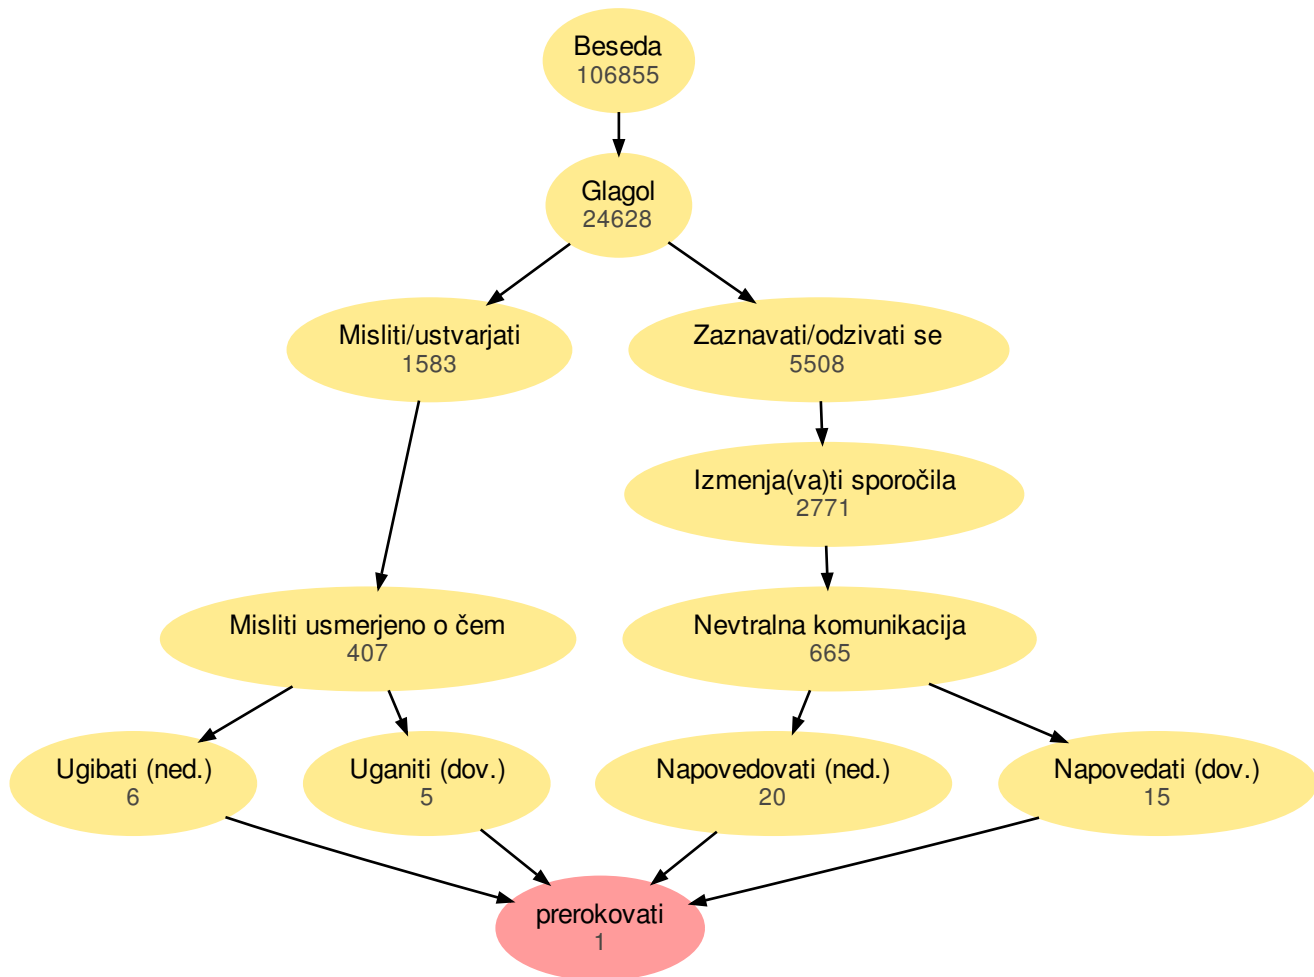 Beseda
106855
Glagol
24628
Misliti/ustvarjati
1583
Zaznavati/odzivati se
5508
Izmenja(va)ti sporočila
2771
Misliti usmerjeno o čem
407
Nevtralna komunikacija
665
Ugibati (ned.)
6
Uganiti (dov.)
5
Napovedovati (ned.)
20
Napovedati (dov.)
15
prerokovati
1